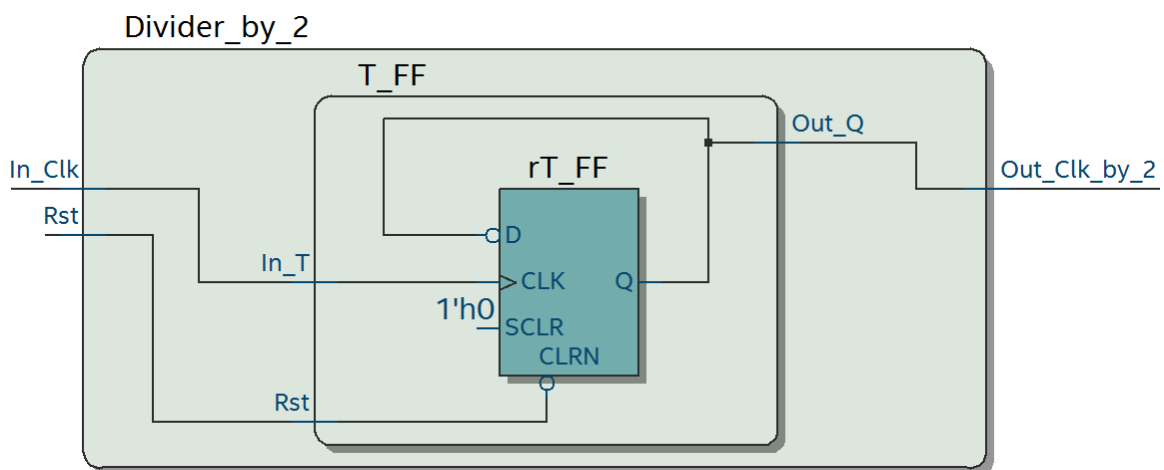 Divider_by_2
T_FF
Out_Q
In_Clk
rT_FF
Out_Clk_by_2
Rst
D
In_T
CLK
Q
1'h0
SCLR
CLRN
Rst